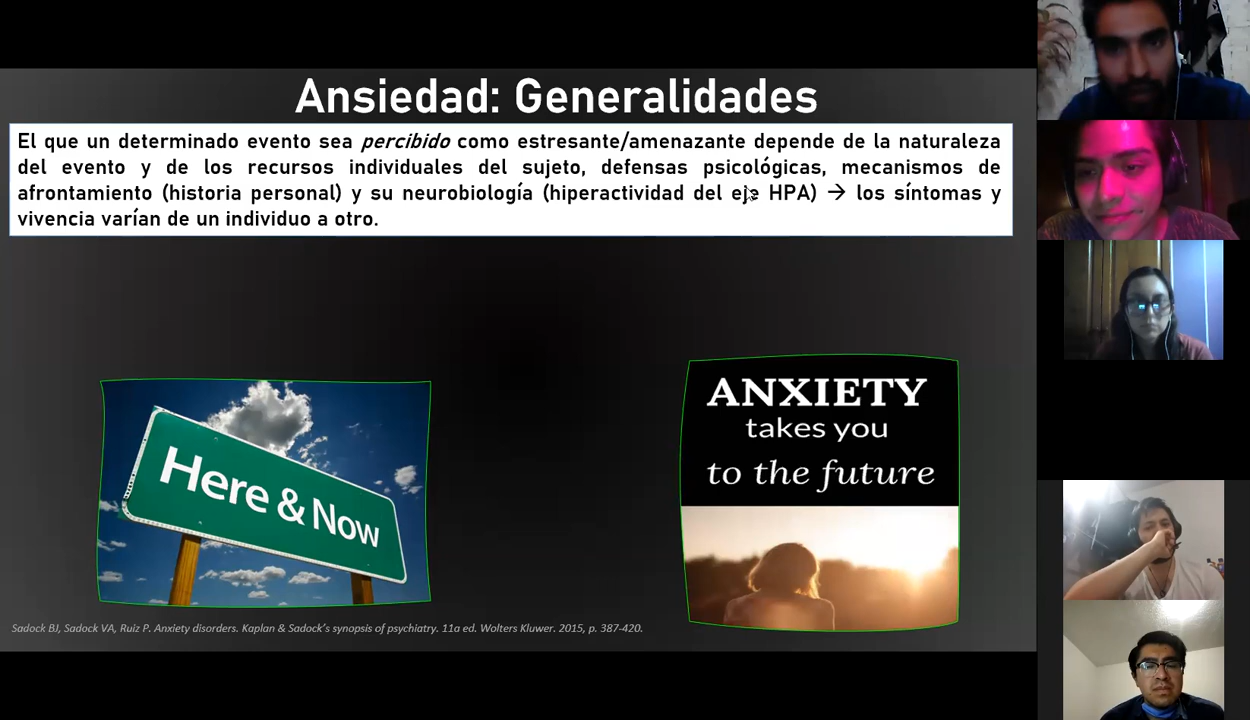 Ansiedad: Generalidades
El que un determinado evento sea percibido como estresante/amenazante depende de la naturaleza
del evento y de los recursos individuales del sujeto, defensas psicológicas, mecanismos de
afrontamiento (historia personal) y su neurobiología (hiperactividad del eje HPA) → los síntomas y
vivencia varían de un individuo a otro.
Here & Now
ANXIETY
takes you
to the future
Sadock BJ, Sadock VA, Ruiz P. Anxiety disorders. Kaplan & Sadock's synopsis of psychiatry. 11a ed. Wolters Kluwer. 2015, p. 387-420.